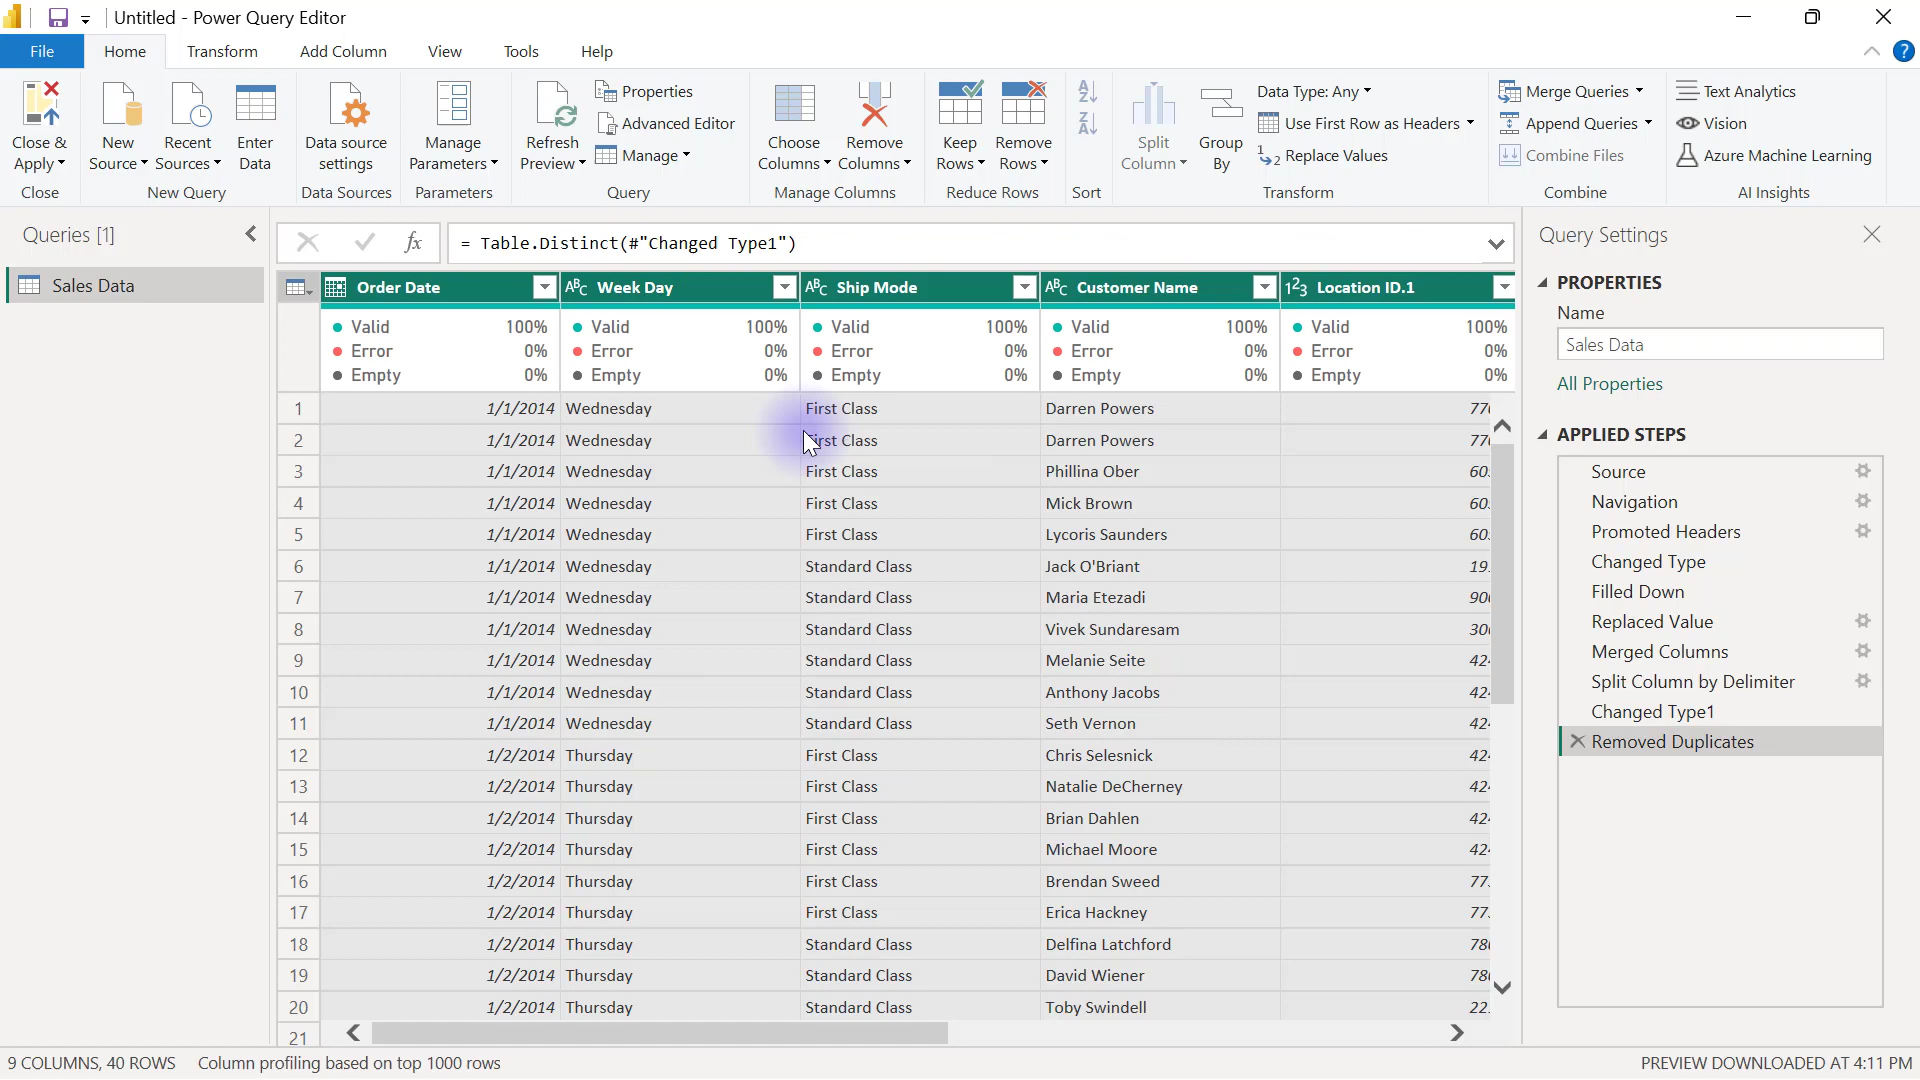 Untitled - Power Query Editor
File Home Transform Add Column View Tools Help
Close & Apply
Close
New Source
Recent Sources
Enter Data
New Query
Data source settings
Data Sources
Manage Parameters
Parameters
Refresh Preview
Properties
Advanced Editor
Manage
Query
Choose Columns
Remove Columns
Manage Columns
Keep Rows
Remove Rows
Reduce Rows
Sort
Split Column
Group By
Data Type: Any
Use First Row as Headers
Replace Values
Transform
Merge Queries
Append Queries
Combine Files
Combine
Text Analytics
Vision
Azure Machine Learning
AI Insights
Queries [1]
Sales Data
fx = Table.Distinct(#"Changed Type1")
Order Date ABC Week Day ABC Ship Mode ABC Customer Name 123 Location ID.1
Valid 100% Valid 100% Valid 100% Valid 100% Valid 100%
Error 0% Error 0% Error 0% Error 0% Error 0%
Empty 0% Empty 0% Empty 0% Empty 0% Empty 0%
1 1/1/2014 Wednesday First Class Darren Powers
2 1/1/2014 Wednesday First Class Darren Powers
3 1/1/2014 Wednesday First Class Phillina Ober
4 1/1/2014 Wednesday First Class Mick Brown
5 1/1/2014 Wednesday First Class Lycoris Saunders
6 1/1/2014 Wednesday Standard Class Jack O'Briant
7 1/1/2014 Wednesday Standard Class Maria Etezadi
8 1/1/2014 Wednesday Standard Class Vivek Sundaresam
9 1/1/2014 Wednesday Standard Class Melanie Seite
10 1/1/2014 Wednesday Standard Class Anthony Jacobs
11 1/1/2014 Wednesday Standard Class Seth Vernon
12 1/2/2014 Thursday First Class Chris Selesnick
13 1/2/2014 Thursday First Class Natalie DeCherney
14 1/2/2014 Thursday First Class Brian Dahlen
15 1/2/2014 Thursday First Class Michael Moore
16 1/2/2014 Thursday First Class Brendan Sweed
17 1/2/2014 Thursday First Class Erica Hackney
18 1/2/2014 Thursday Standard Class Delfina Latchford
19 1/2/2014 Thursday Standard Class David Wiener
20 1/2/2014 Thursday Standard Class Toby Swindell
21
Query Settings
PROPERTIES
Name
Sales Data
All Properties
APPLIED STEPS
Source
Navigation
Promoted Headers
Changed Type
Filled Down
Replaced Value
Merged Columns
Split Column by Delimiter
Changed Type1
Removed Duplicates
9 COLUMNS, 40 ROWS Column profiling based on top 1000 rows
PREVIEW DOWNLOADED AT 4:11 PM